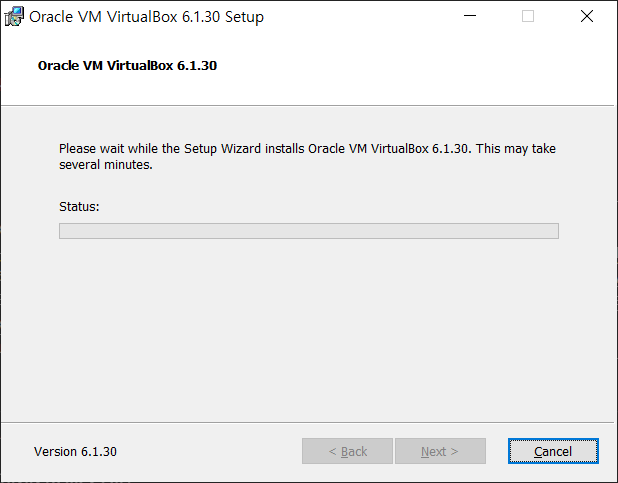 Oracle VM VirtualBox 6.1.30 Setup
Oracle VM VirtualBox 6.1.30
Please wait while the Setup Wizard installs Oracle VM VirtualBox 6.1.30. This may take
several minutes.
Status:
Version 6.1.30
< Back
Next >
Cancel